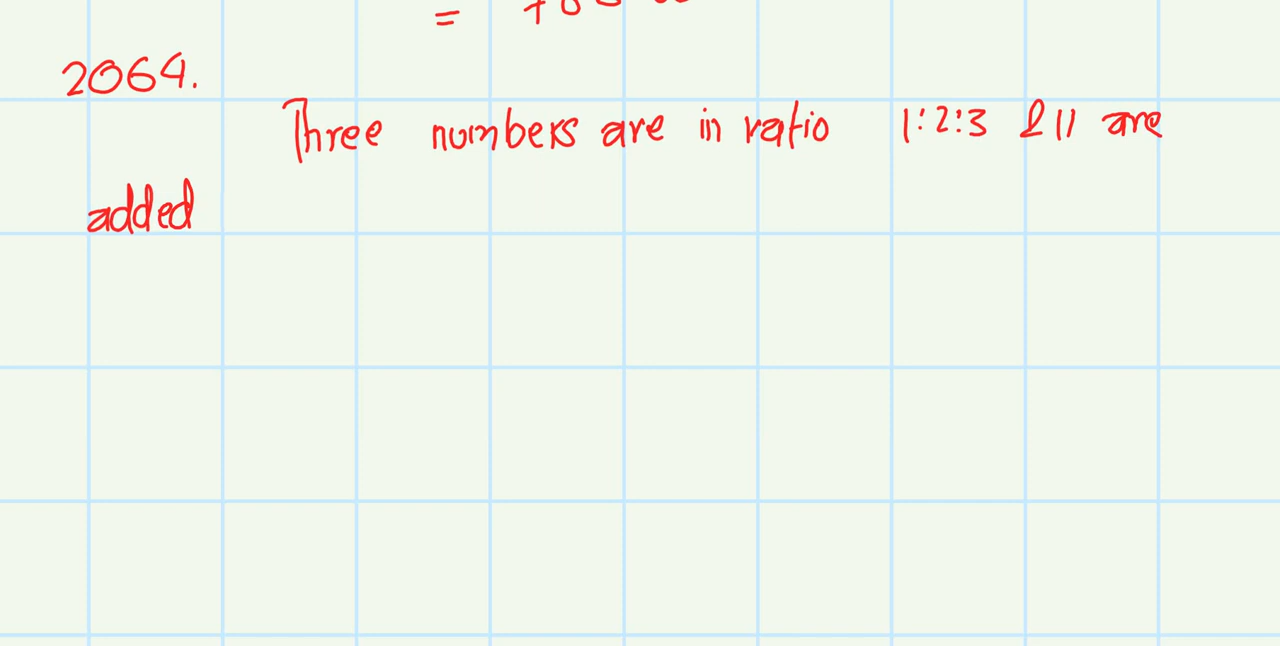 =
2064.
Three numbers are in ratio 1:2:3 & 11 are
added